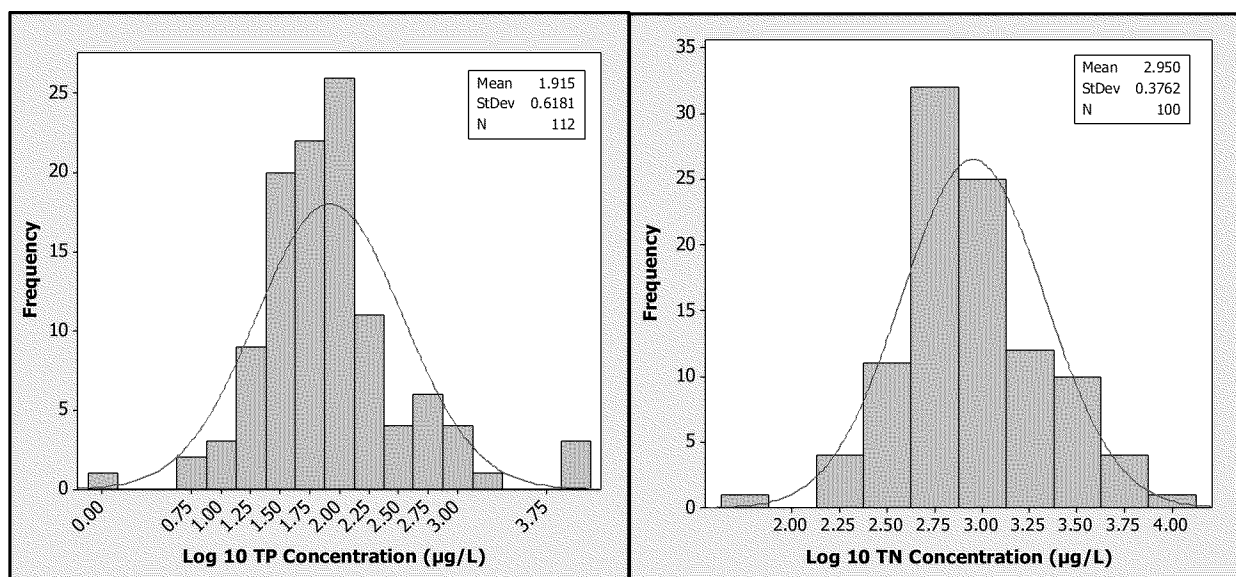 Mean 1.915
StDev 0.6181
N 112
25
20
15
10
5
0
Frequency
0.00 0.75 1.00 1.25 1.50 1.75 2.00 2.25 2.50 2.75 3.00 3.75
Log 10 TP Concentration (µg/L)
Mean 2.950
StDev 0.3762
N 100
35
30
25
20
15
10
5
0
Frequency
2.00 2.25 2.50 2.75 3.00 3.25 3.50 3.75 4.00
Log 10 TN Concentration (µg/L)